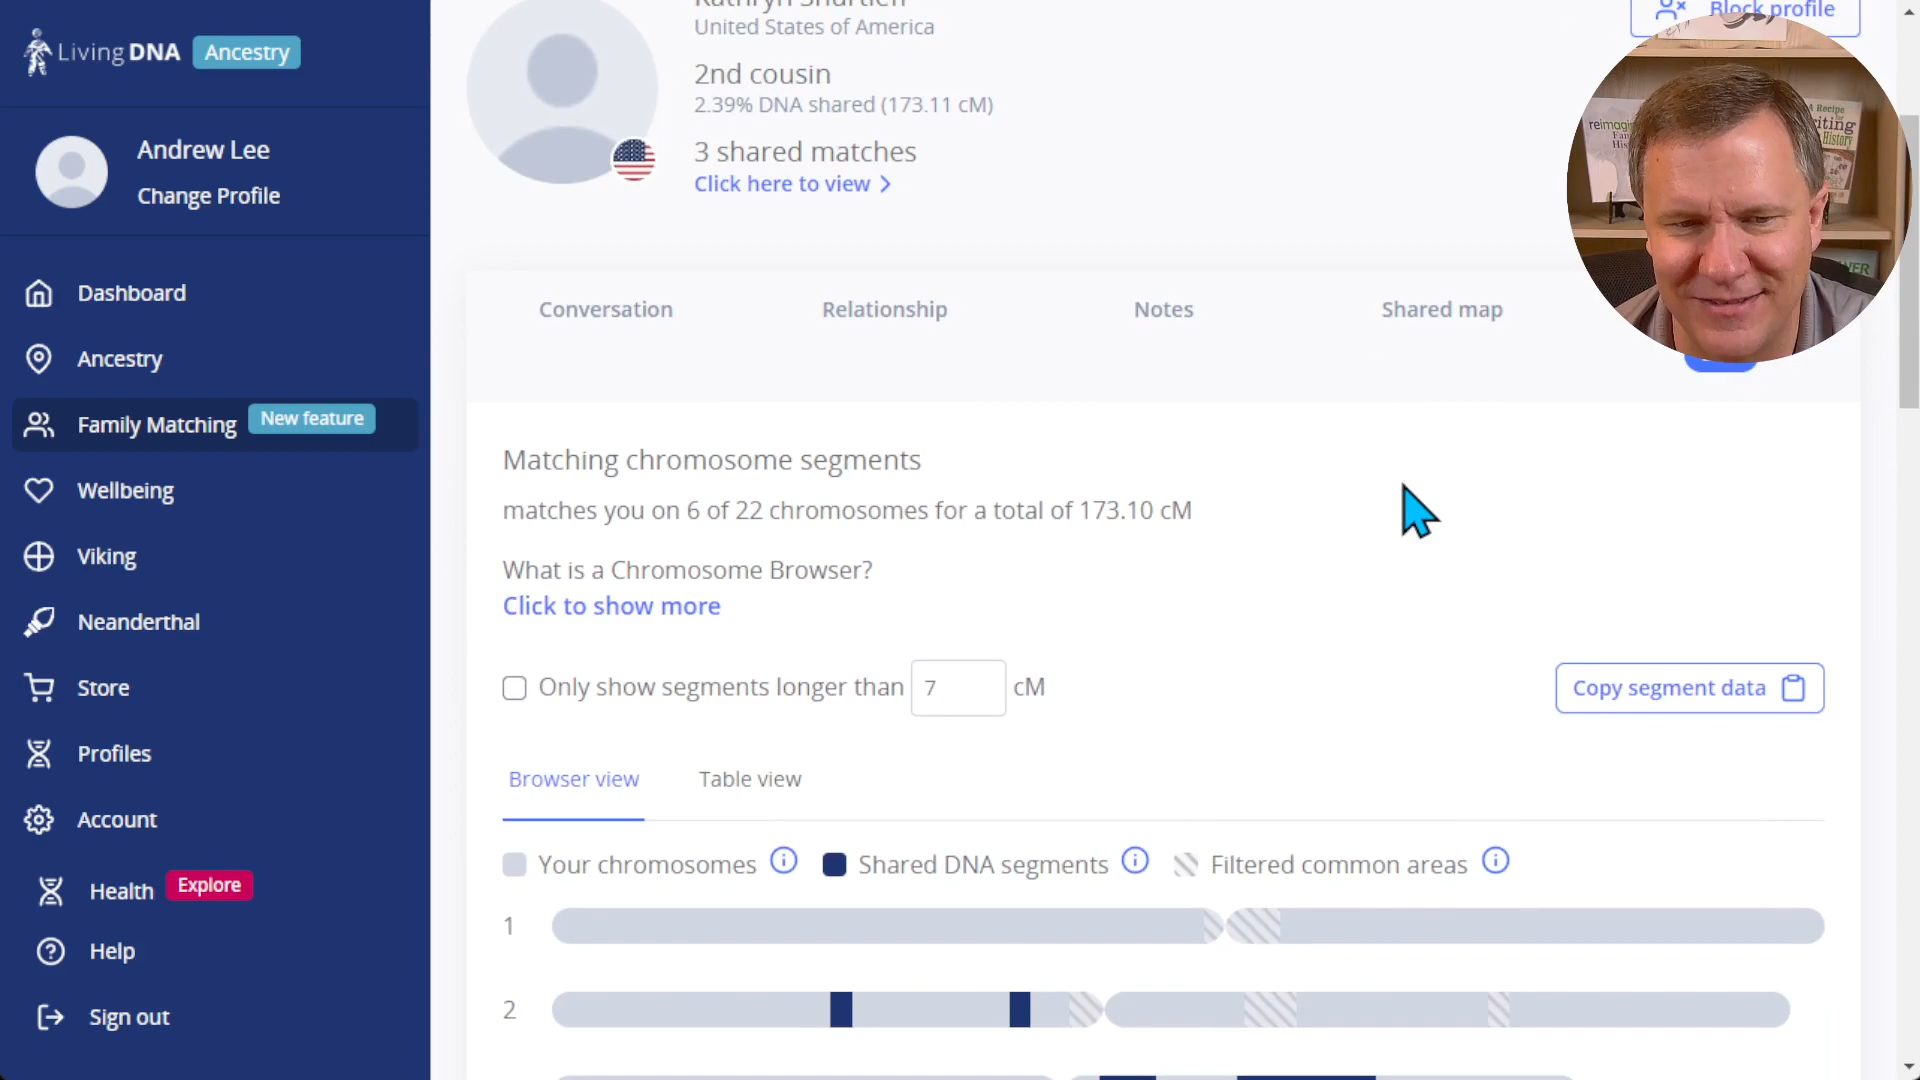 Living DNA Ancestry
Andrew Lee
Change Profile
Dashboard
Ancestry
Family Matching New feature
Wellbeing
Viking
Neanderthal
Store
Profiles
Account
Health Explore
Help
Sign out
United States of America
Block profile
2nd cousin
2.39% DNA shared (173.11 cM)
3 shared matches
Click here to view
Conversation Relationship Notes Shared map
Matching chromosome segments
matches you on 6 of 22 chromosomes for a total of 173.10 cM
What is a Chromosome Browser?
Click to show more
Only show segments longer than 7 cM
Copy segment data
Browser view Table view
Your chromosomes Shared DNA segments Filtered common areas
1
2
A Recipe
for